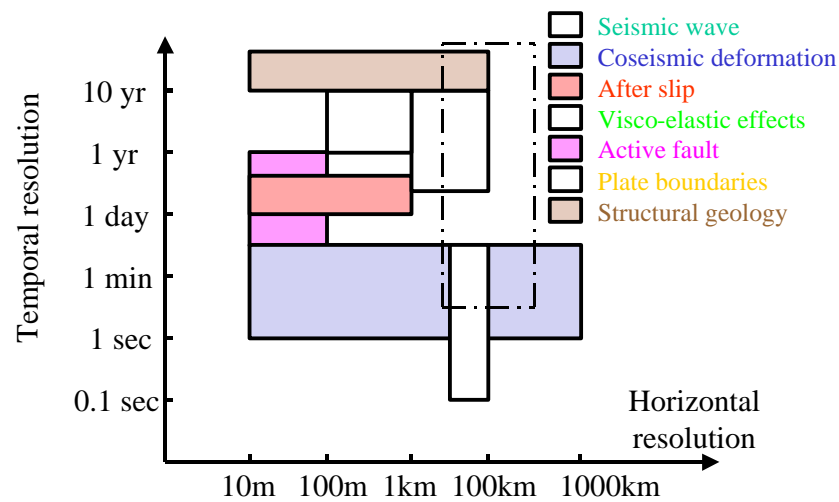 Seismic wave
Coseismic deformation
After slip
Visco-elastic effects
Active fault
Plate boundaries
Structural geology
Temporal resolution
10 yr
1 yr
1 day
1 min
1 sec
0.1 sec
Horizontal
resolution
10m 100m 1km 100km 1000km